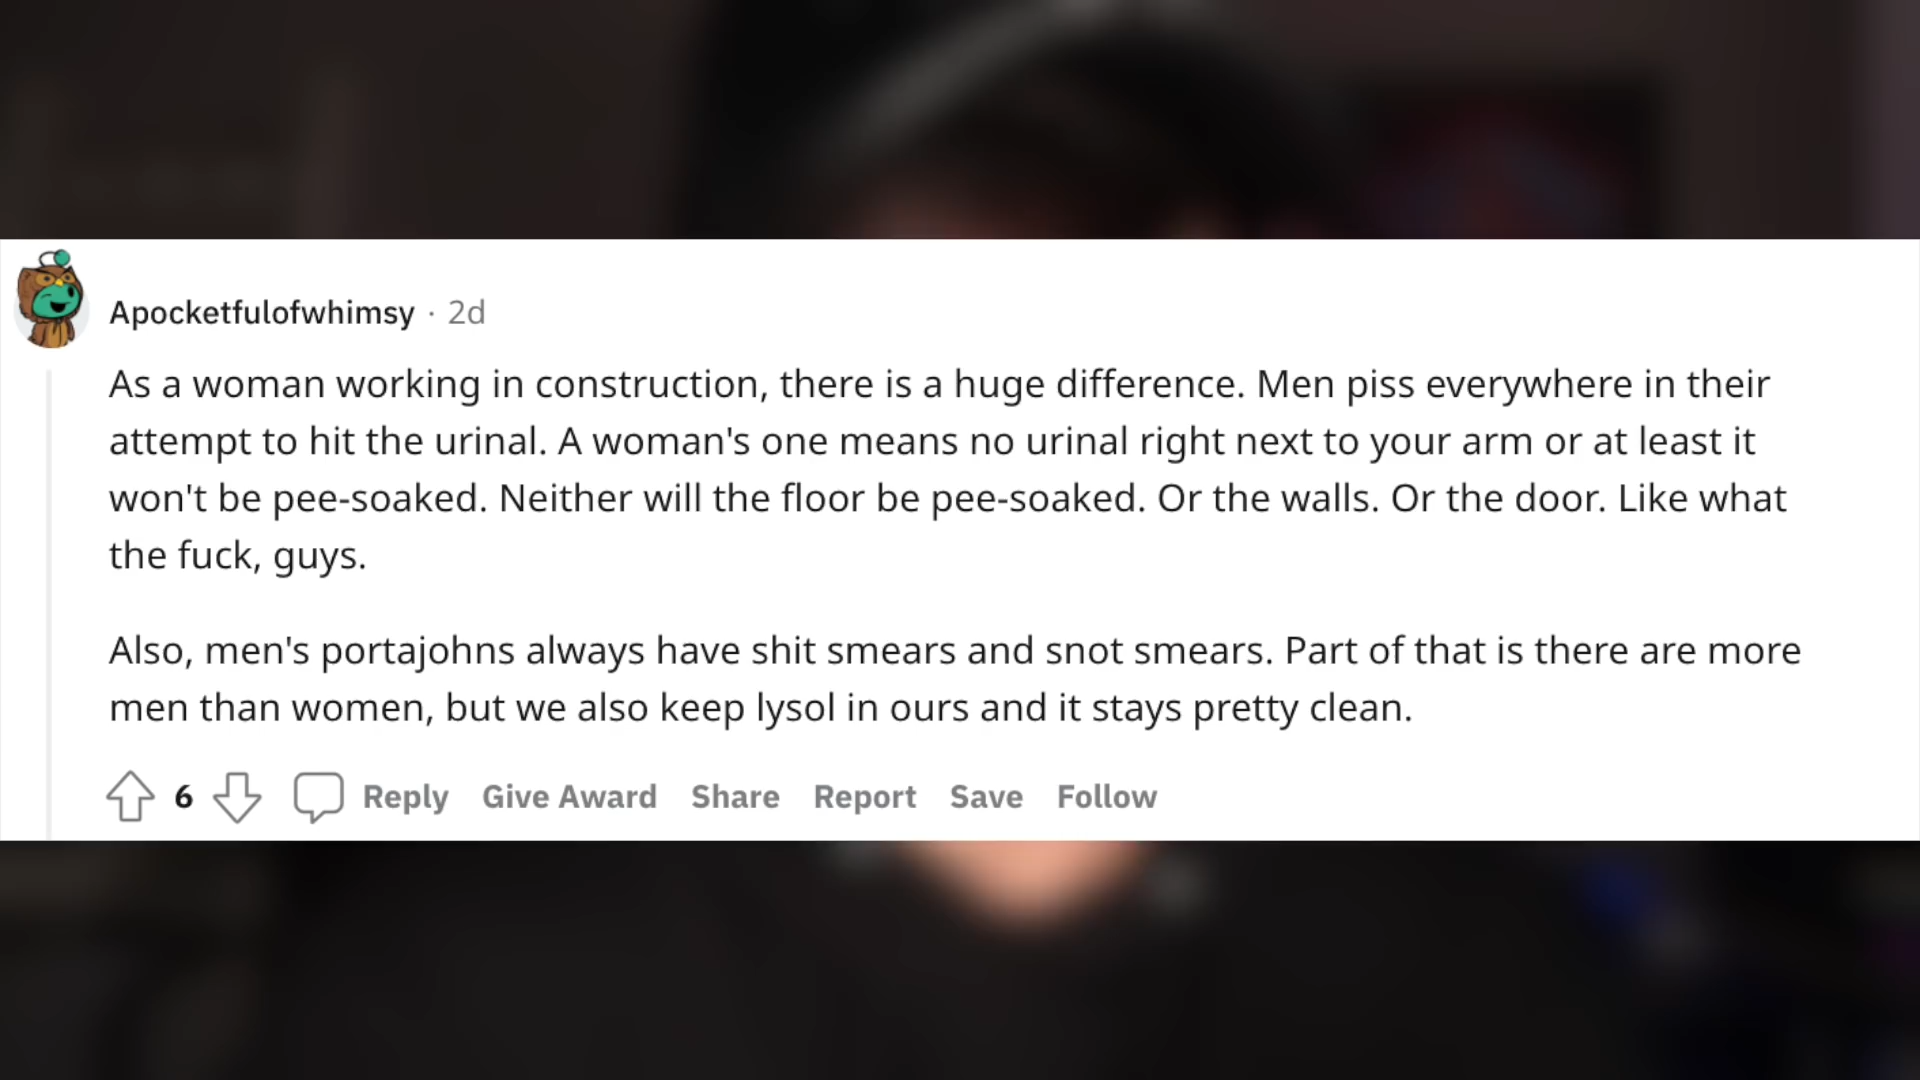 Apocketfulofwhimsy · 2d
As a woman working in construction, there is a huge difference. Men piss everywhere in their
attempt to hit the urinal. A woman's one means no urinal right next to your arm or at least it
won't be pee-soaked. Neither will the floor be pee-soaked. Or the walls. Or the door. Like what
the fuck, guys.
Also, men's portajohns always have shit smears and snot smears. Part of that is there are more
men than women, but we also keep lysol in ours and it stays pretty clean.
6 Reply Give Award Share Report Save Follow